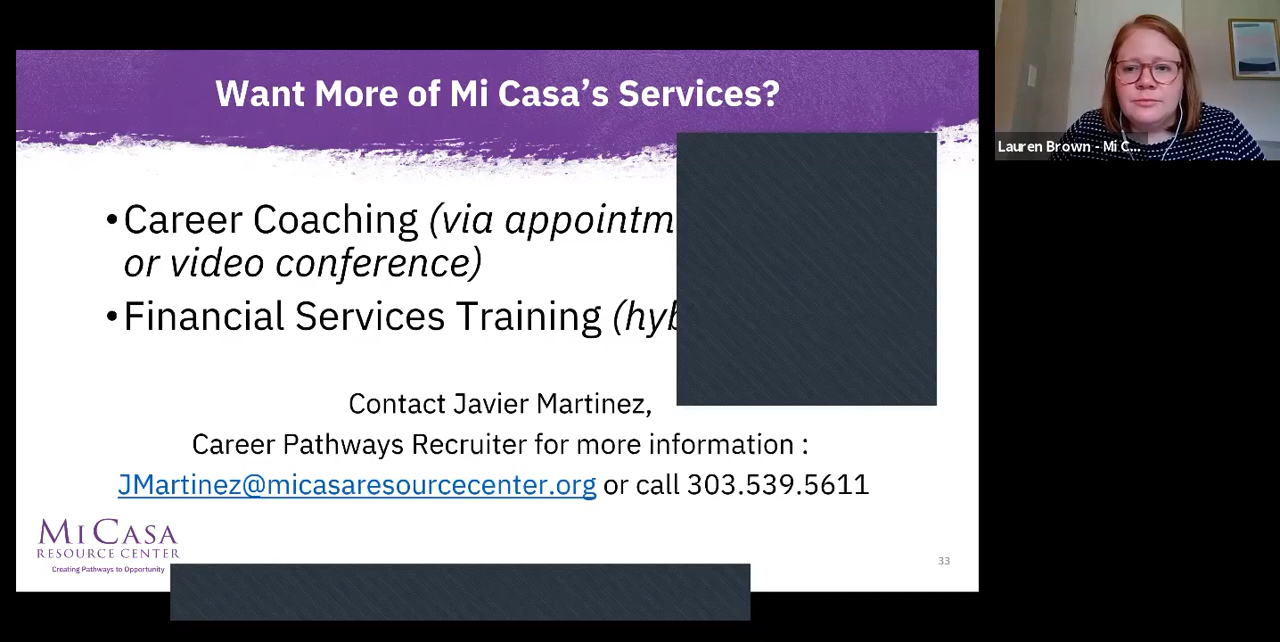 Want More of Mi Casa's Services?
•Career Coaching (via
or video conference)
•Financial Services Training
Contact Javier Martinez,
Career Pathways Recruiter for more information :
JMartinez@micasaresourcecenter.org or call 303.539.5611
MI CASA
RESOURCE CENTER
Creating Pathways to Opportunity
33
Lauren Brown - Mi C...